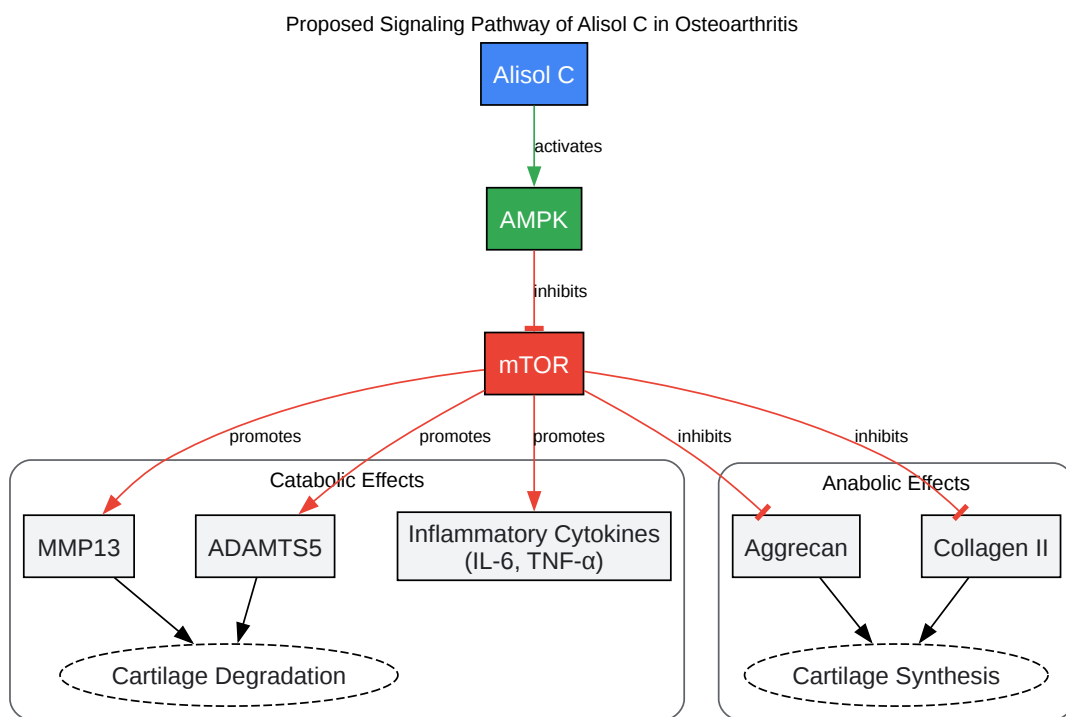 Proposed Signaling Pathway of Alisol C in Osteoarthritis
Alisol C
activates
AMPK
inhibits
mTOR
promotes
promotes
promotes
inhibits
inhibits
Catabolic Effects
Anabolic Effects
MMP13
ADAMTS5
Inflammatory Cytokines
(IL-6, TNF-α)
Aggrecan
Collagen II
Cartilage Degradation
Cartilage Synthesis